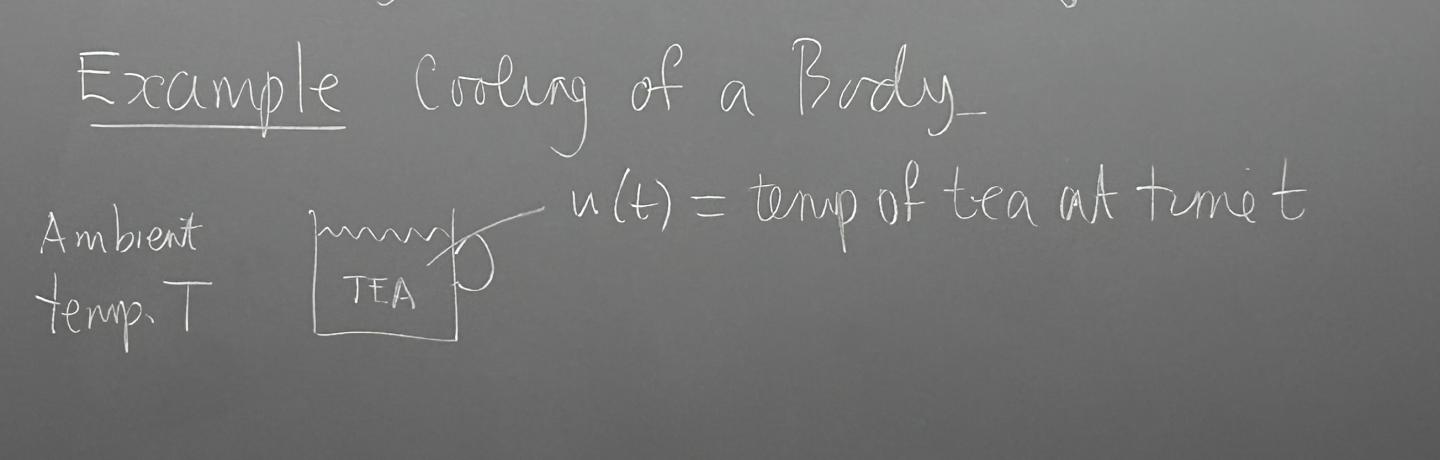 Example Cooling of a Body
u(t) = temp of tea at time t
Ambient
temp. T
TEA